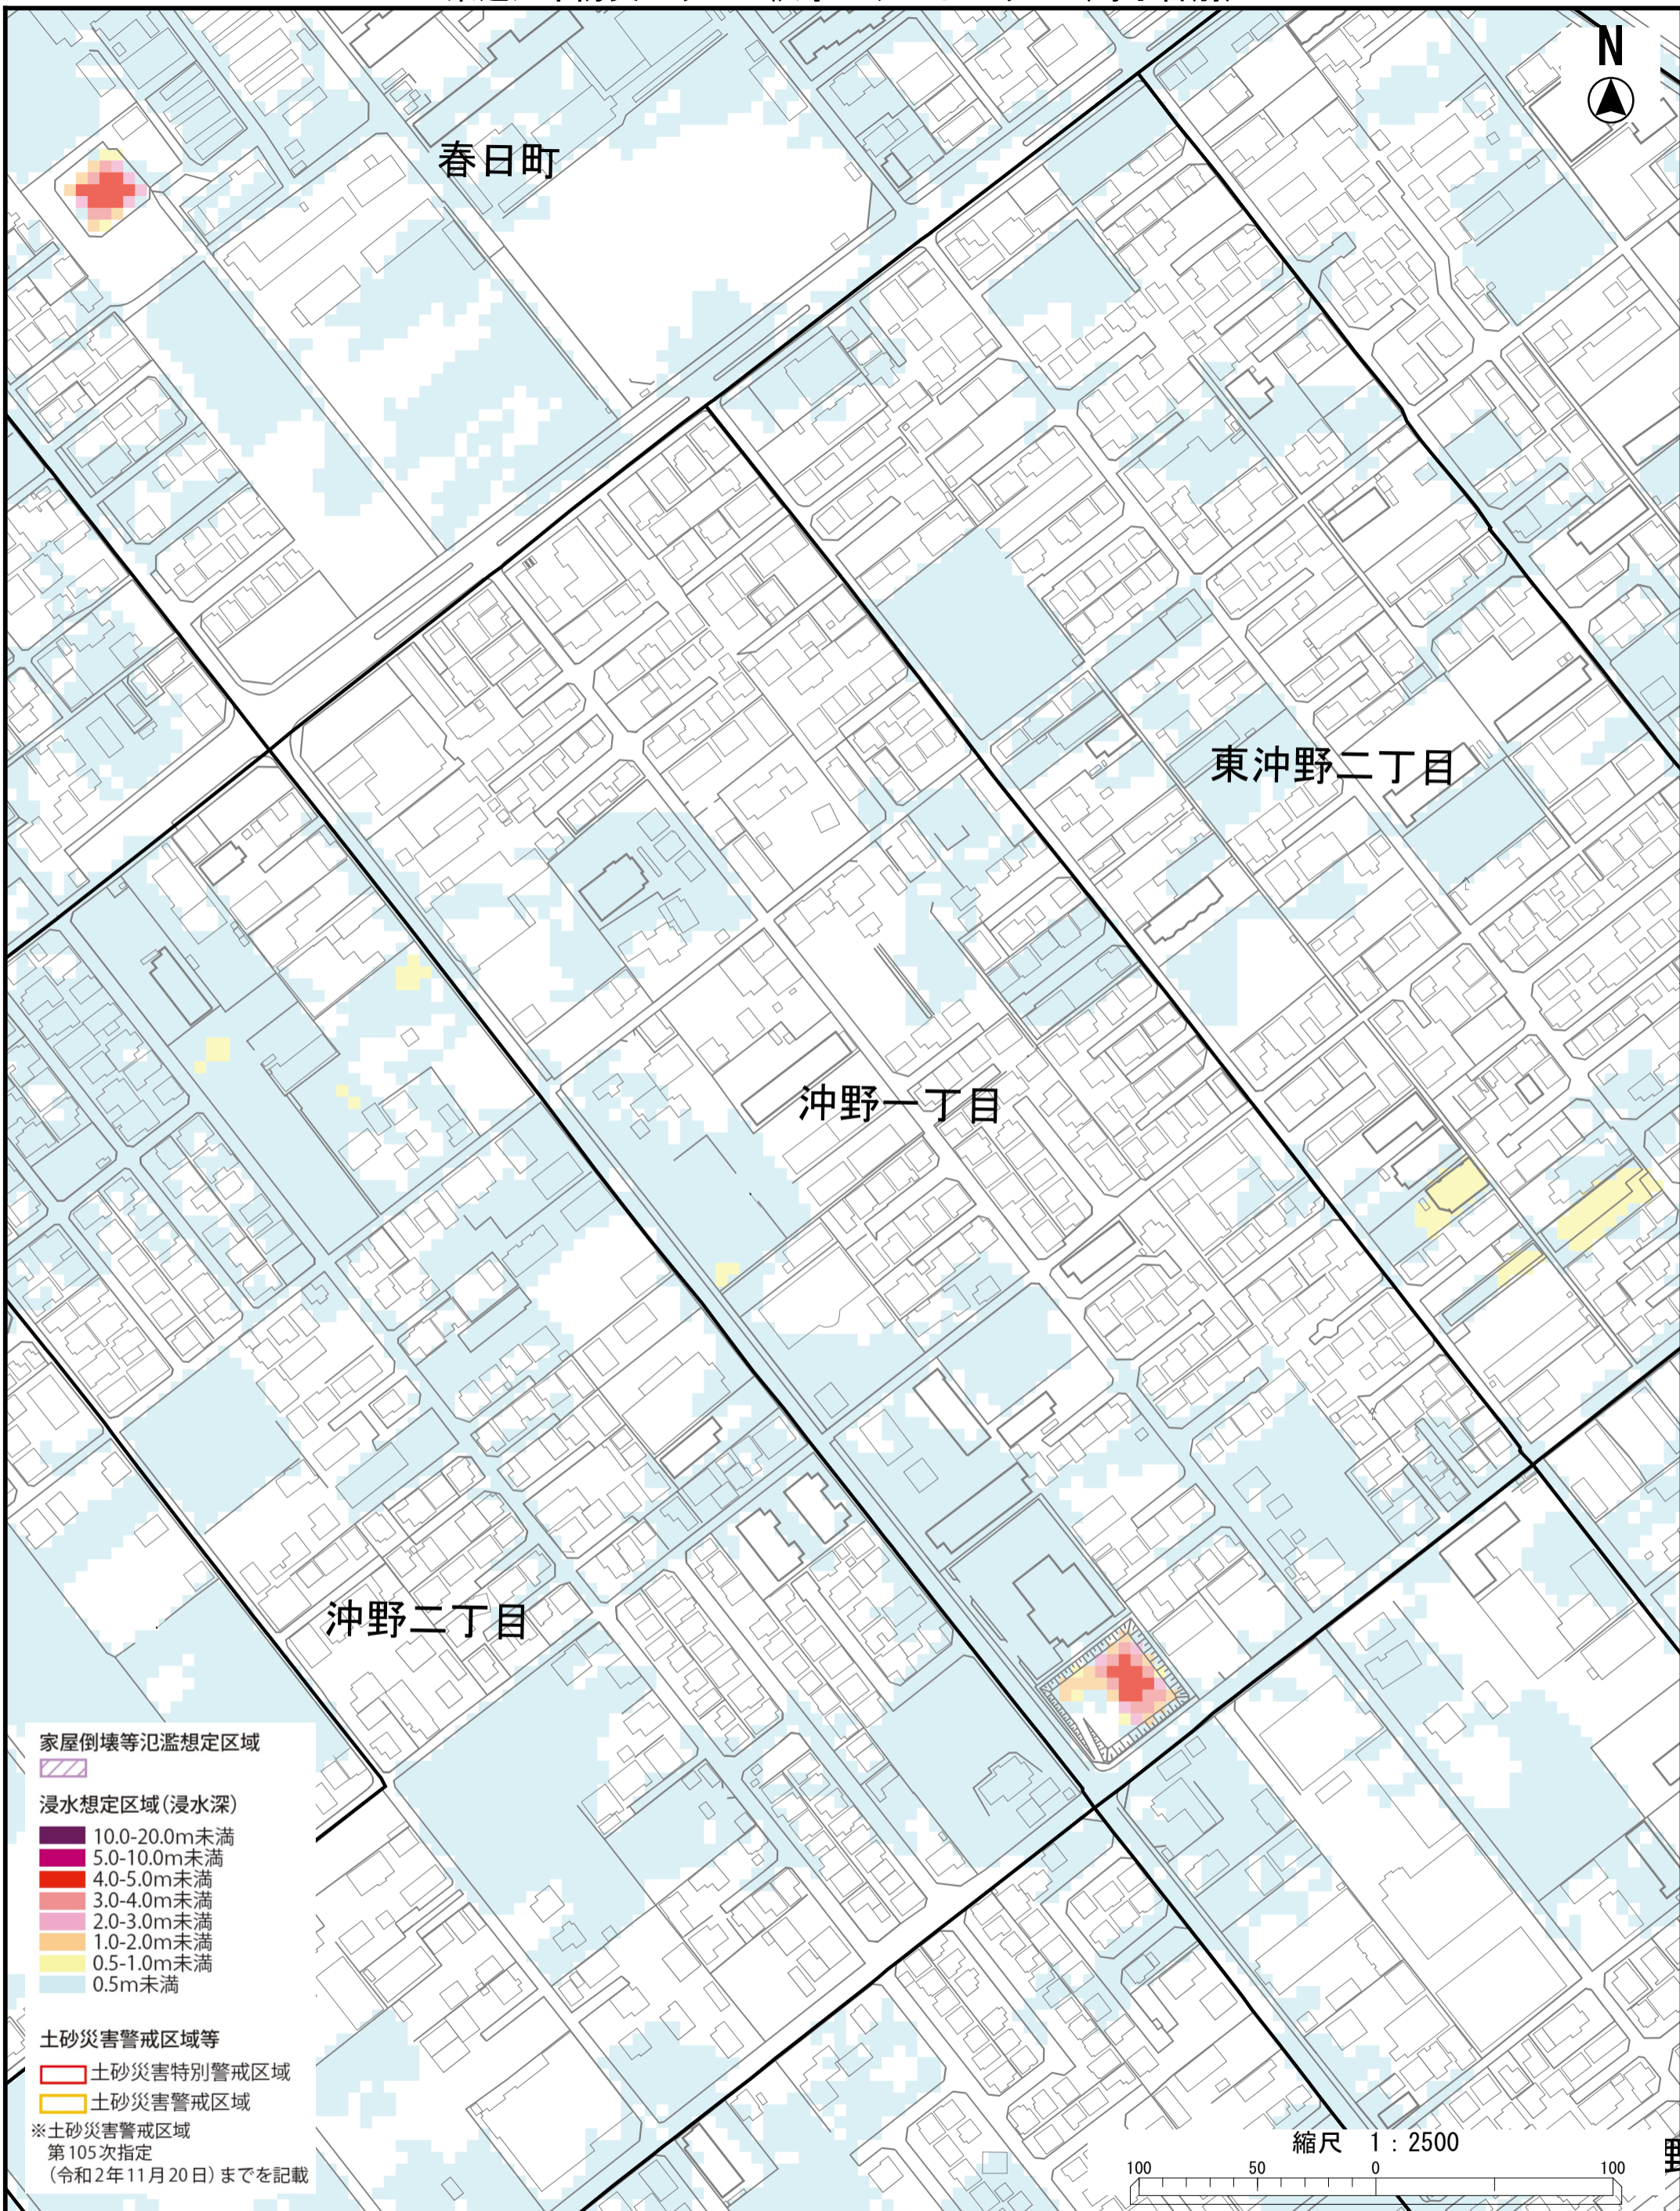 N
春日町
東沖野二丁目
沖野一丁目
沖野二丁目
家屋倒壊等氾濫想定区域
浸水想定区域(浸水深)
10.0-20.0m未満
5.0-10.0m未満
4.0-5.0m未満
3.0-4.0m未満
2.0-3.0m未満
1.0-2.0m未満
0.5-1.0m未満
0.5m未満
土砂災害警戒区域等
土砂災害特別警戒区域
土砂災害警戒区域
※土砂災害警戒区域
第105次指定
(令和2年11月20日)までを記載
縮尺 1：2500
100 50 0 100